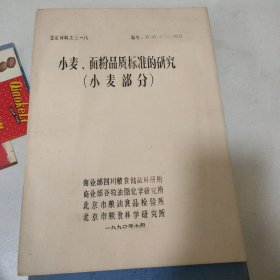 小麦、面粉品质标准的研究
(小麦部分)
商业部四川粮食储藏科研所
商业部谷物油脂化学研究所
北京市粮油食品检验所
北京市粮食科学研究所
一九九〇年七月